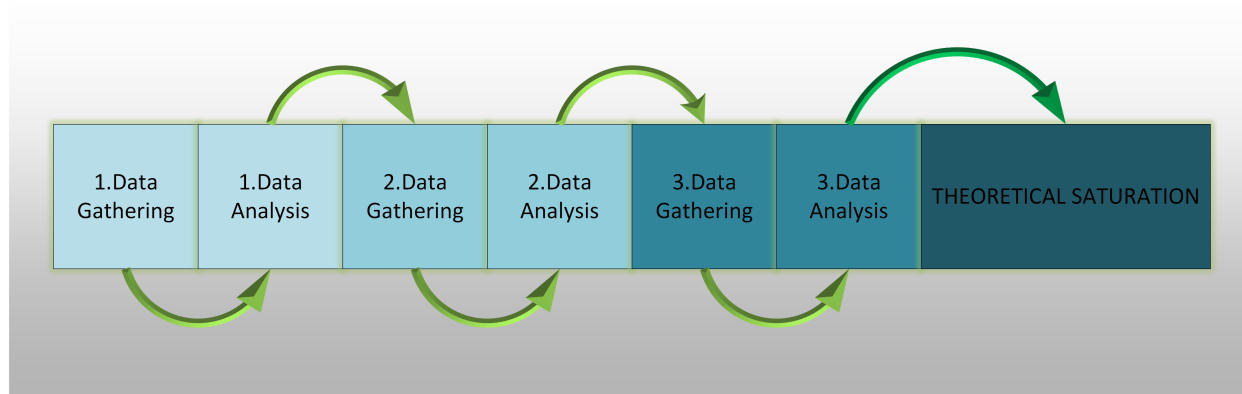 1.Data
Gathering
1.Data
Analysis
2.Data
Gathering
2.Data
Analysis
3.Data
Gathering
3.Data
Analysis
THEORETICAL SATURATION